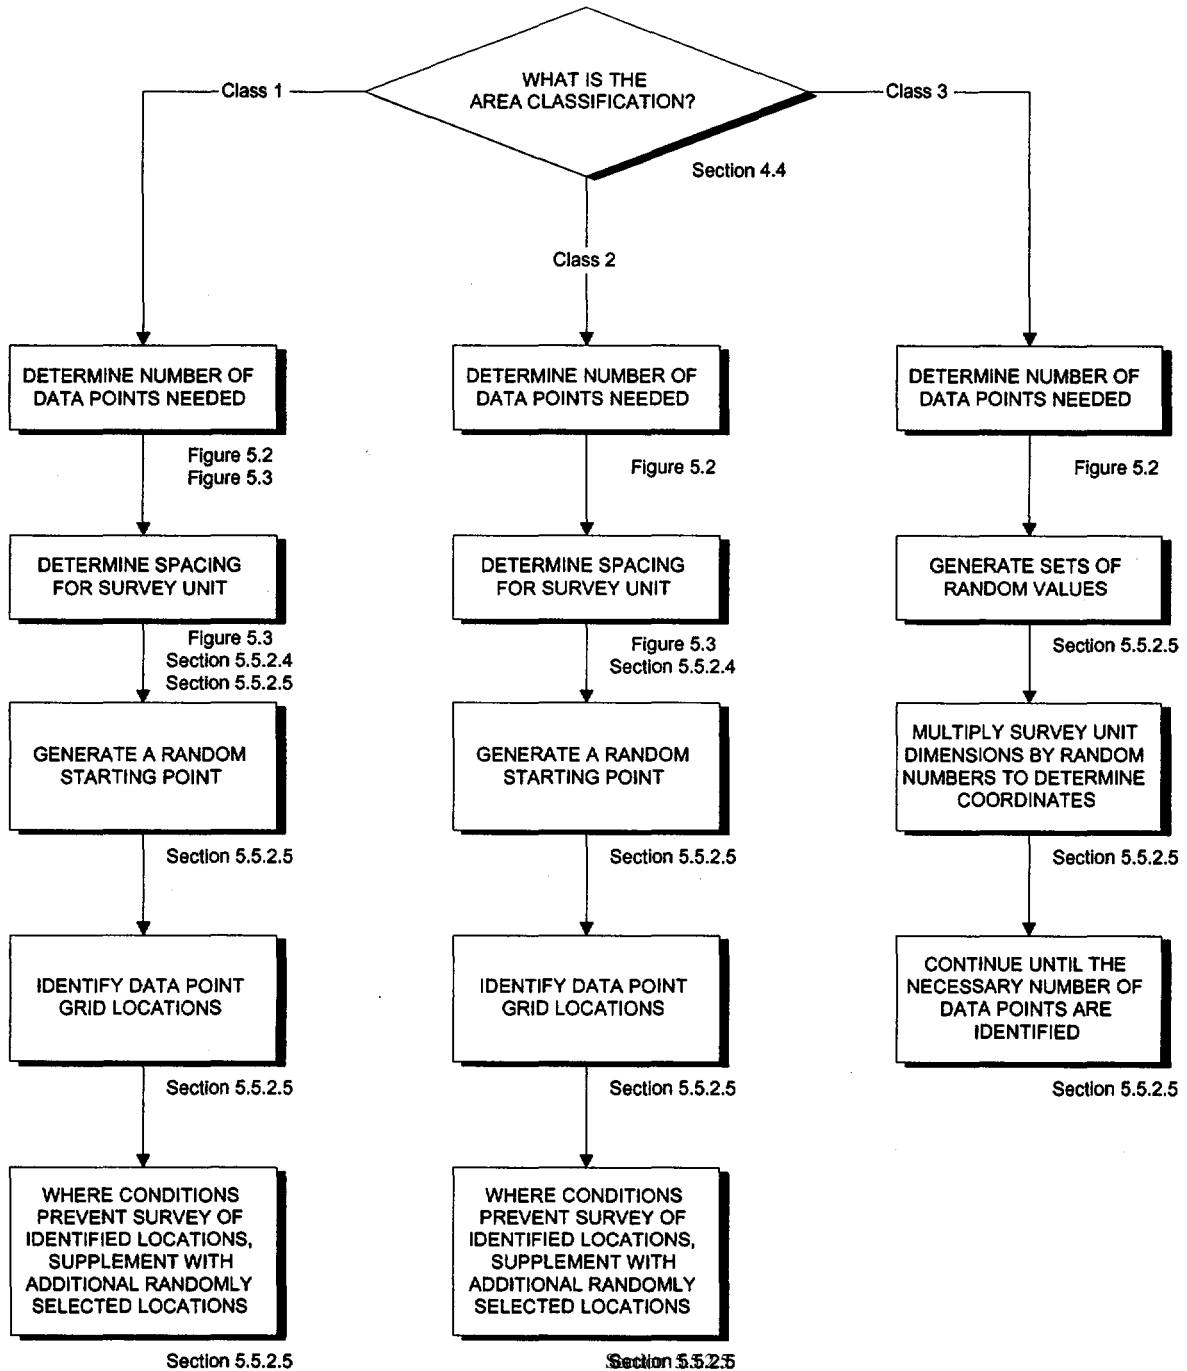 WHAT IS THE
AREA CLASSIFICATION?
Section 4.4
Class 1
DETERMINE NUMBER OF
DATA POINTS NEEDED
Figure 5.2
Figure 5.3
DETERMINE SPACING
FOR SURVEY UNIT
Figure 5.3
Section 5.5.2.4
Section 5.5.2.5
GENERATE A RANDOM
STARTING POINT
Section 5.5.2.5
IDENTIFY DATA POINT
GRID LOCATIONS
Section 5.5.2.5
WHERE CONDITIONS
PREVENT SURVEY OF
IDENTIFIED LOCATIONS,
SUPPLEMENT WITH
ADDITIONAL RANDOMLY
SELECTED LOCATIONS
Section 5.5.2.5
Class 2
DETERMINE NUMBER OF
DATA POINTS NEEDED
Figure 5.2
DETERMINE SPACING
FOR SURVEY UNIT
Figure 5.3
Section 5.5.2.4
GENERATE A RANDOM
STARTING POINT
Section 5.5.2.5
IDENTIFY DATA POINT
GRID LOCATIONS
Section 5.5.2.5
WHERE CONDITIONS
PREVENT SURVEY OF
IDENTIFIED LOCATIONS,
SUPPLEMENT WITH
ADDITIONAL RANDOMLY
SELECTED LOCATIONS
Section 5.5.2.5
Class 3
DETERMINE NUMBER OF
DATA POINTS NEEDED
Figure 5.2
GENERATE SETS OF
RANDOM VALUES
Section 5.5.2.5
MULTIPLY SURVEY UNIT
DIMENSIONS BY RANDOM
NUMBERS TO DETERMINE
COORDINATES
Section 5.5.2.5
CONTINUE UNTIL THE
NECESSARY NUMBER OF
DATA POINTS ARE
IDENTIFIED
Section 5.5.2.5